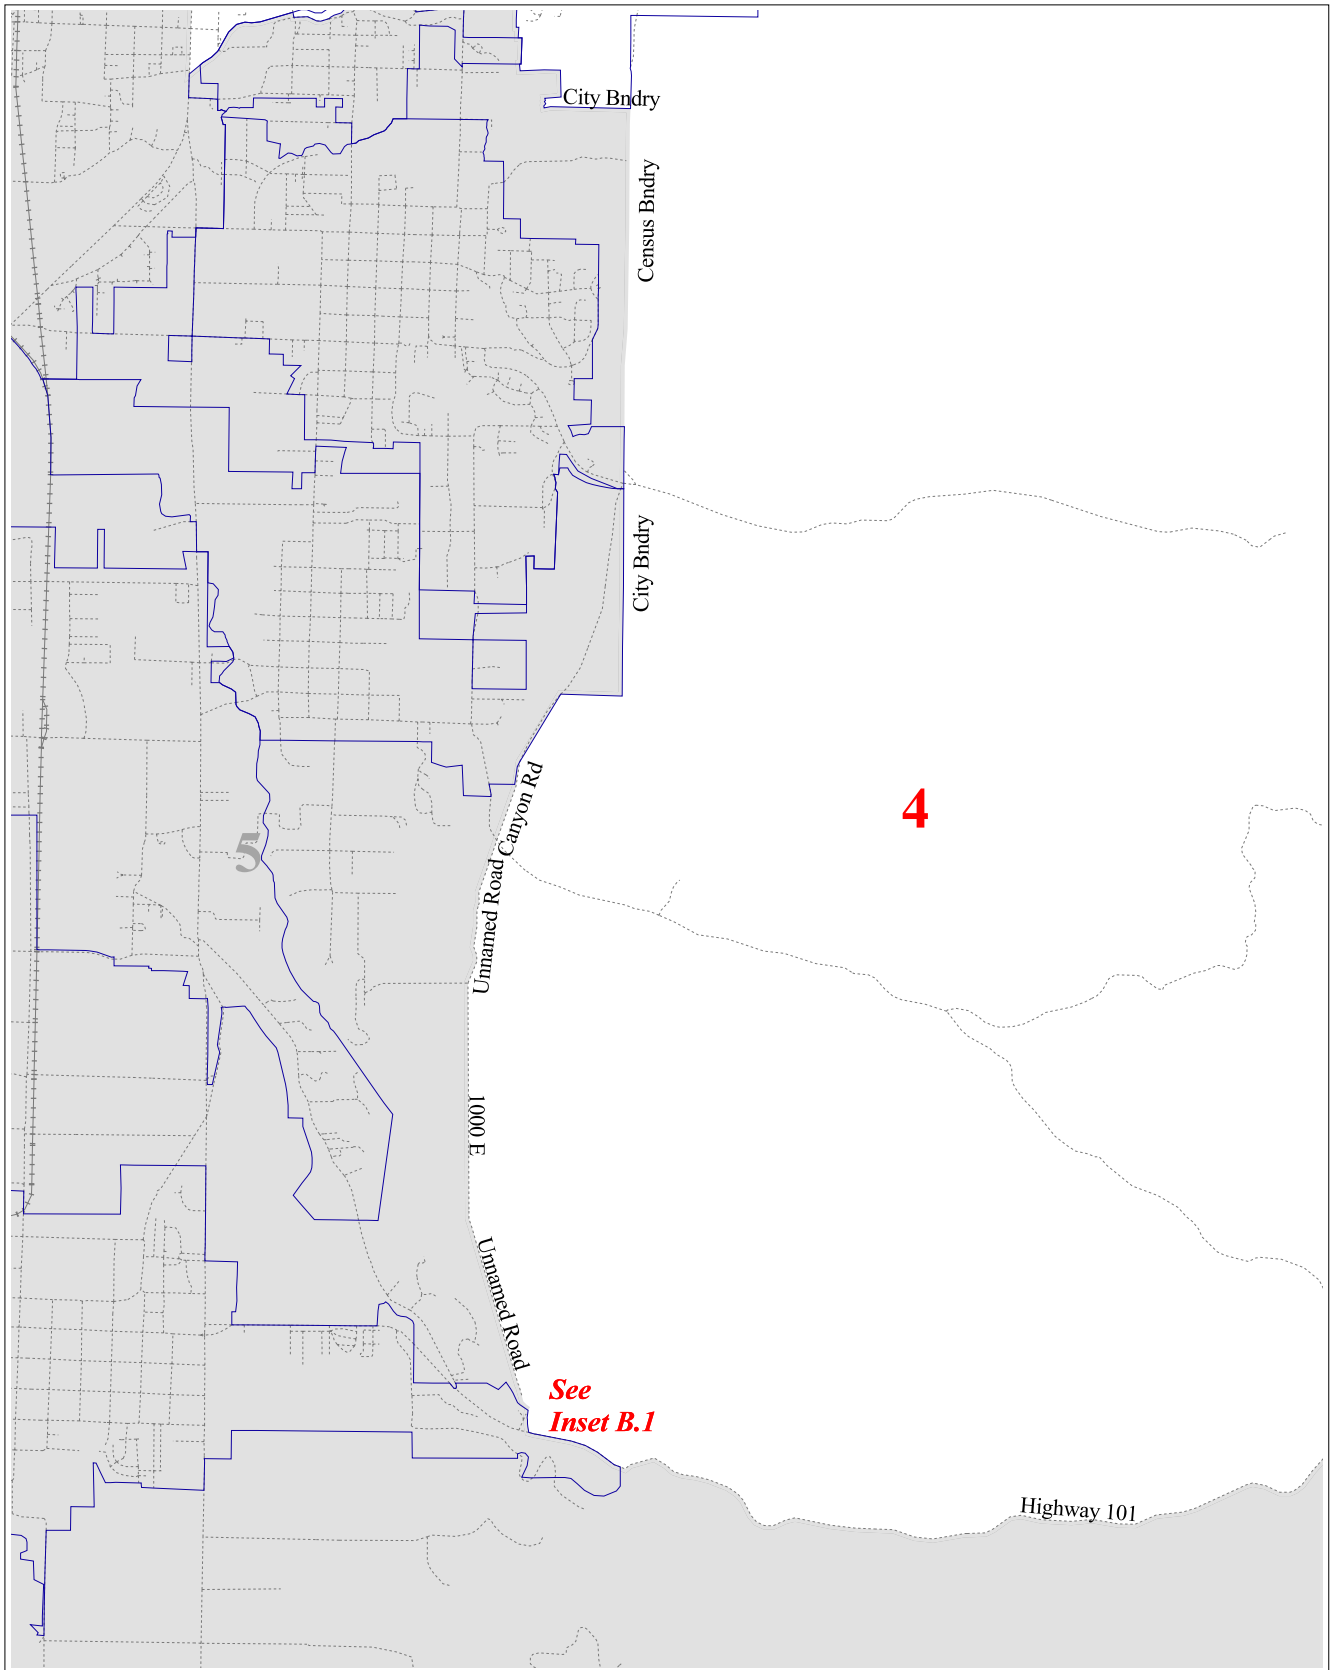 City Bndry
Census Bndry
City Bndry
4
Canyon Rd
5
Unnamed Road
1000 E
Unnamed Road
See
Inset B.1
Highway 101